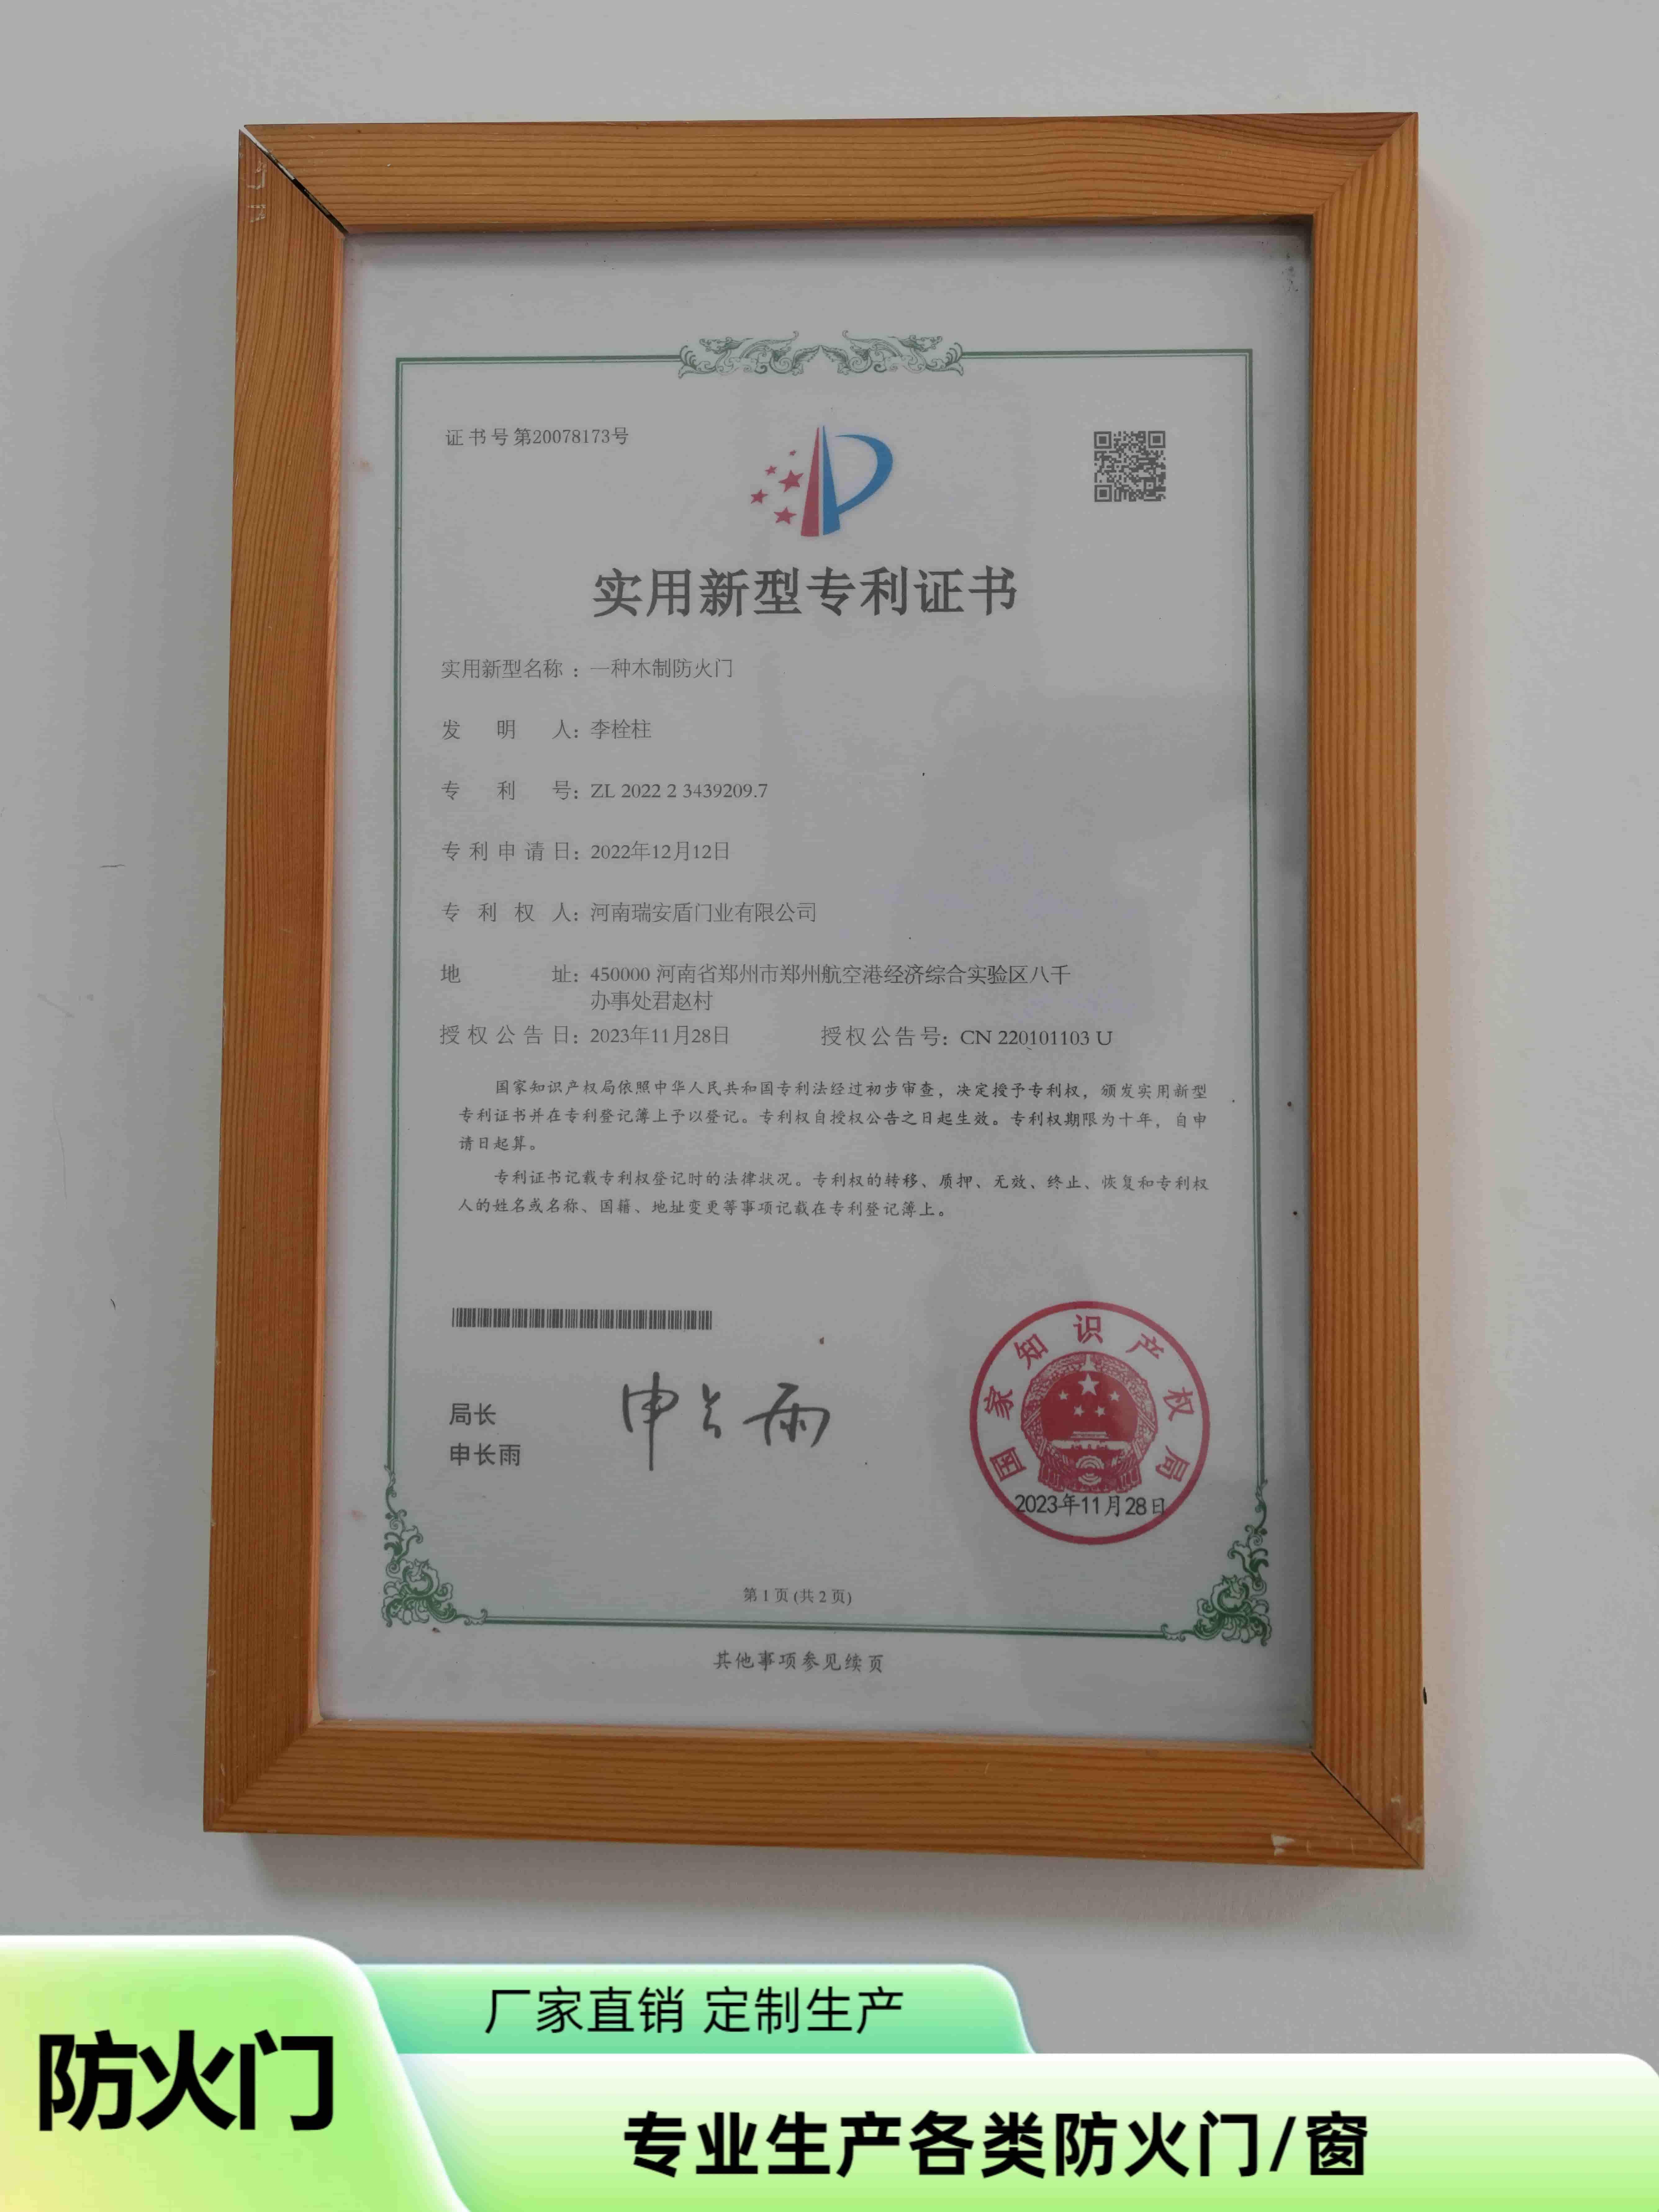 证书号第20078173号
实用新型专利证书
实用新型名称：一种木制防火门
发明人：李栓柱
专利号：ZL 2022 2 3439209.7
专利申请日：2022年12月12日
专利权人：河南瑞安盾门业有限公司
地址：450000 河南省郑州市郑州航空港经济综合实验区八千
办事处君赵村
授权公告日：2023年11月28日 授权公告号：CN 220101103 U
国家知识产权局依照中华人民共和国专利法经过初步审查，决定授予专利权，颁发实用新型
专利证书并在专利登记簿上予以登记。专利权自授权公告之日起生效。专利权期限为十年，自申
请日起算。
专利证书记载专利权登记时的法律状况。专利权的转移、质押、无效、终止、恢复和专利权
人的姓名或名称、国籍、地址变更等事项记载在专利登记簿上。
局长
申长雨
申长雨
国家知识产权局
2023年11月28日
第 1 页 (共 2 页)
其他事项参见续页
厂家直销 定制生产
防火门
专业生产各类防火门/窗